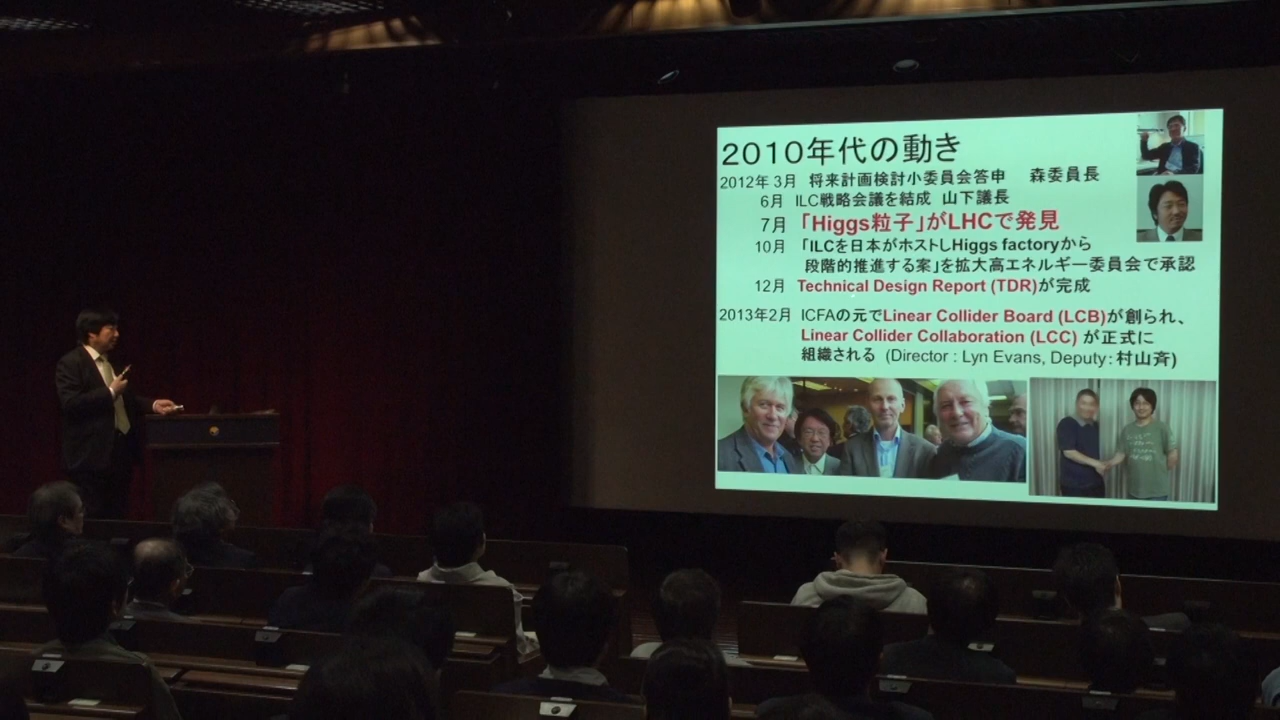 2010年代の動き
2012年 3月 将来計画検討小委員会答申 森委員長
6月 ILC戦略会議を結成 山下議長
7月 「Higgs粒子」がLHCで発見
10月 「ILCを日本がホストしHiggs factoryから
段階的推進する案」を拡大高エネルギー委員会で承認
12月 Technical Design Report (TDR)が完成
2013年2月 ICFAの元でLinear Collider Board (LCB)が創られ、
Linear Collider Collaboration (LCC) が正式に
組織される (Director : Lyn Evans, Deputy : 村山斉)